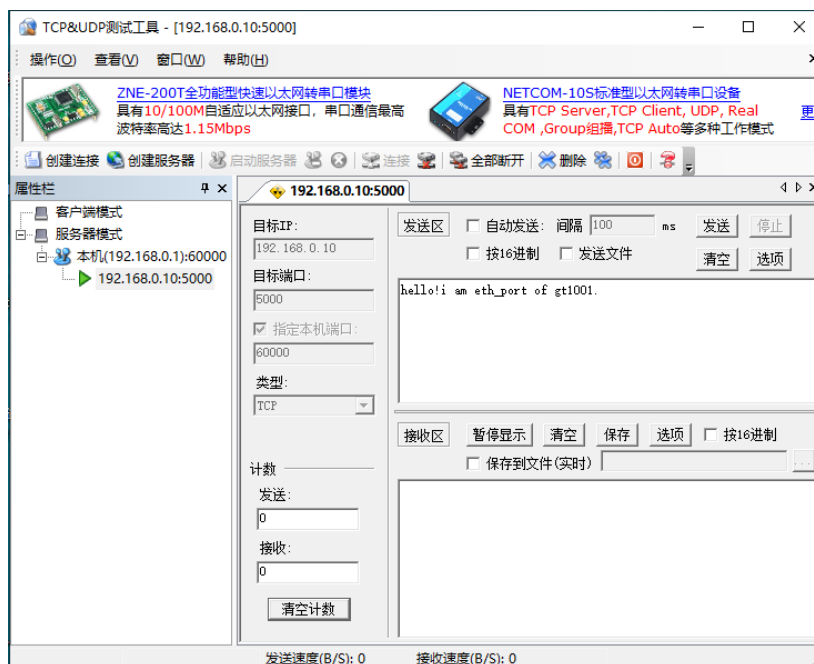 TCP&UDP测试工具 - [192.168.0.10:5000]
操作(O) 查看(V) 窗口(W) 帮助(H)
ZNE-200T全功能型快速以太网转串口模块
具有10/100M自适应以太网接口，串口通信最高
波特率高达1.15Mbps
NETCOM-10S标准型以太网转串口设备
具有TCP Server,TCP Client, UDP, Real
COM ,Group组播,TCP Auto等多种工作模式
更
创建连接 创建服务器 启动服务器 连接 全部断开 删除
属性栏
客户端模式
服务器模式
本机(192.168.0.1):60000
192.168.0.10:5000
192.168.0.10:5000
目标IP:
192.168.0.10
目标端口:
5000
指定本机端口:
60000
类型:
TCP
计数
发送:
0
接收:
0
清空计数
发送区 自动发送: 间隔 100 ms 发送 停止
按16进制 发送文件 清空 选项
hello!i am eth_port of gt1001.
接收区 暂停显示 清空 保存 选项 按16进制
保存到文件(实时) ...
发送速度(B/S): 0 接收速度(B/S): 0